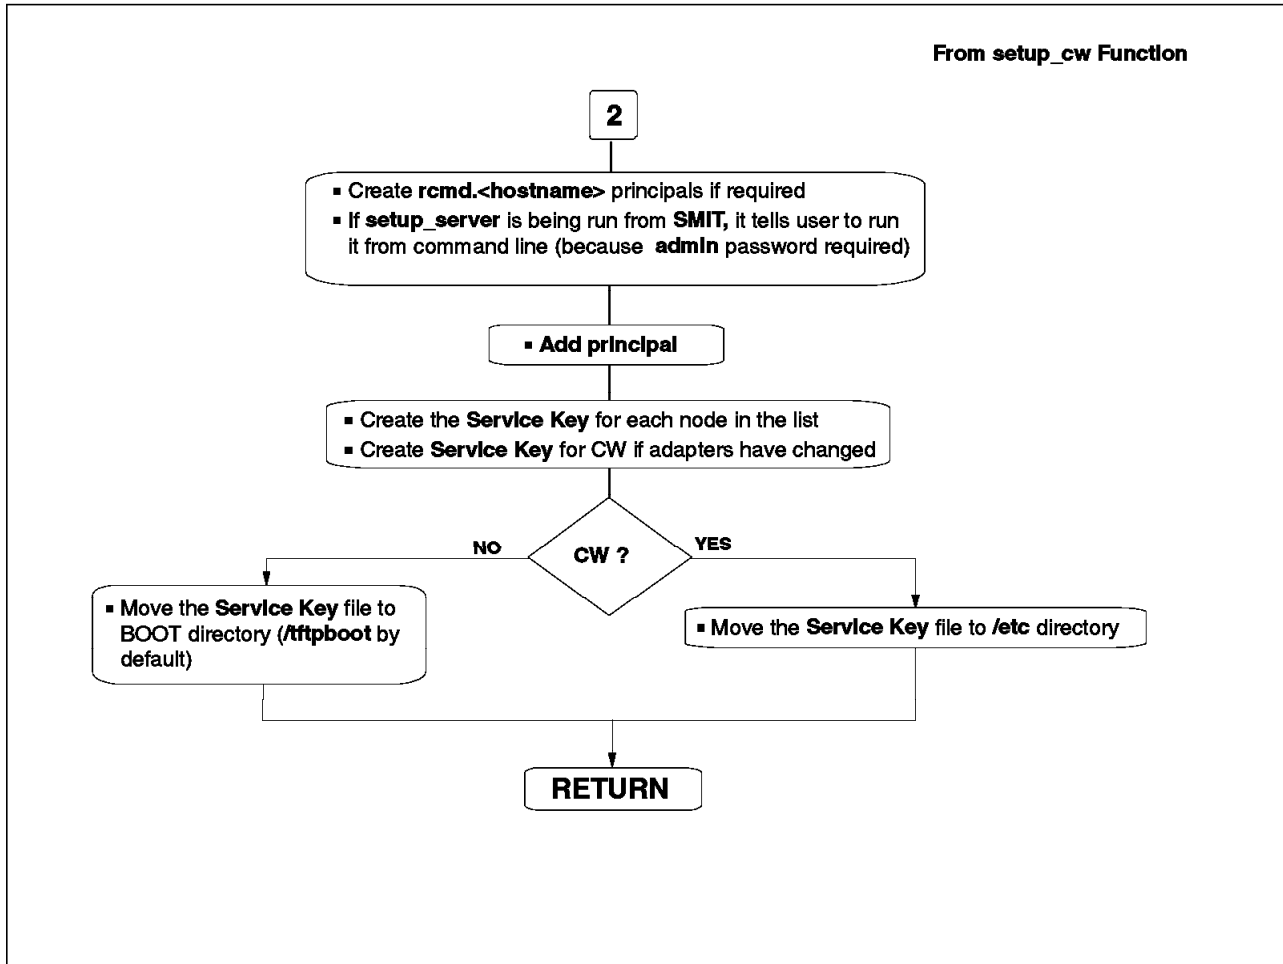 From setup_cw Function
2
▪ Create rcmd.<hostname> principals if required
▪ If setup_server is being run from SMIT, it tells user to run
it from command line (because admin password required)
▪ Add principal
▪ Create the Service Key for each node in the list
▪ Create Service Key for CW if adapters have changed
NO
CW ?
YES
▪ Move the Service Key file to
BOOT directory (/tftpboot by
default)
▪ Move the Service Key file to /etc directory
RETURN